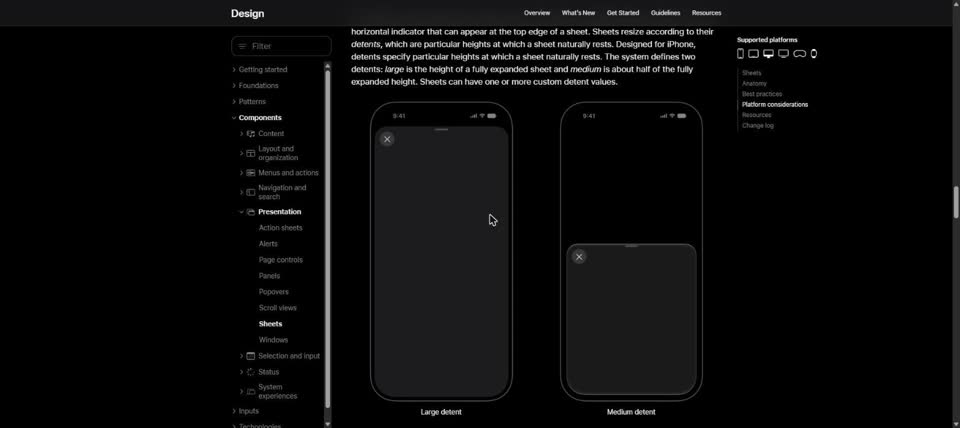 Design
Overview
What's New
Get Started
Guidelines
Resources
Filter
Getting started
Foundations
Patterns
Components
Content
Layout and
organization
Menus and actions
Navigation and
search
Presentation
Action sheets
Alerts
Page controls
Panels
Popovers
Scroll views
Sheets
Windows
Selection and input
Status
System
experiences
Inputs
Technologies
horizontal indicator that can appear at the top edge of a sheet. Sheets resize according to their
detents, which are particular heights at which a sheet naturally rests. Designed for iPhone,
detents specify particular heights at which a sheet naturally rests. The system defines two
detents: large is the height of a fully expanded sheet and medium is about half of the fully
expanded height. Sheets can have one or more custom detent values.
9:41
9:41
Large detent
Medium detent
Supported platforms
Sheets
Anatomy
Best practices
Platform considerations
Resources
Change log